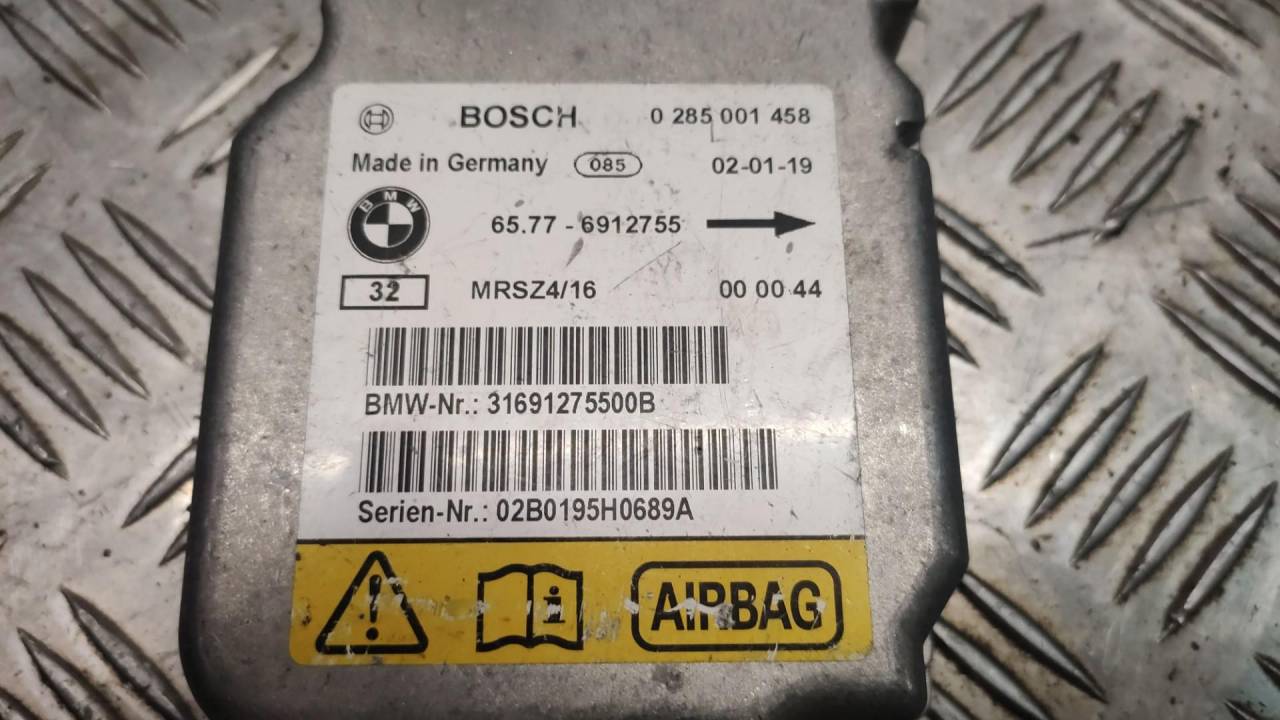 BOSCH 0 285 001 458
Made in Germany 085 02-01-19
BMW 65.77 - 6912755
32 MRSZ4/16 00 00 44
BMW-Nr.: 31691275500B
Serien-Nr.: 02B0195H0689A
! i AIRBAG